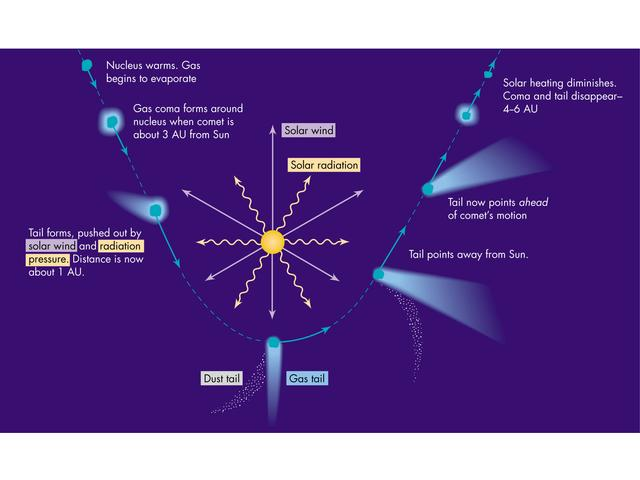 Nucleus warms. Gas
begins to evaporate
Gas coma forms around
nucleus when comet is
about 3 AU from Sun
Solar wind
Solar radiation
Solar heating diminishes.
Coma and tail disappear–
4–6 AU
Tail now points ahead
of comet's motion
Tail forms, pushed out by
solar wind and radiation
pressure. Distance is now
about 1 AU.
Tail points away from Sun.
Dust tail
Gas tail